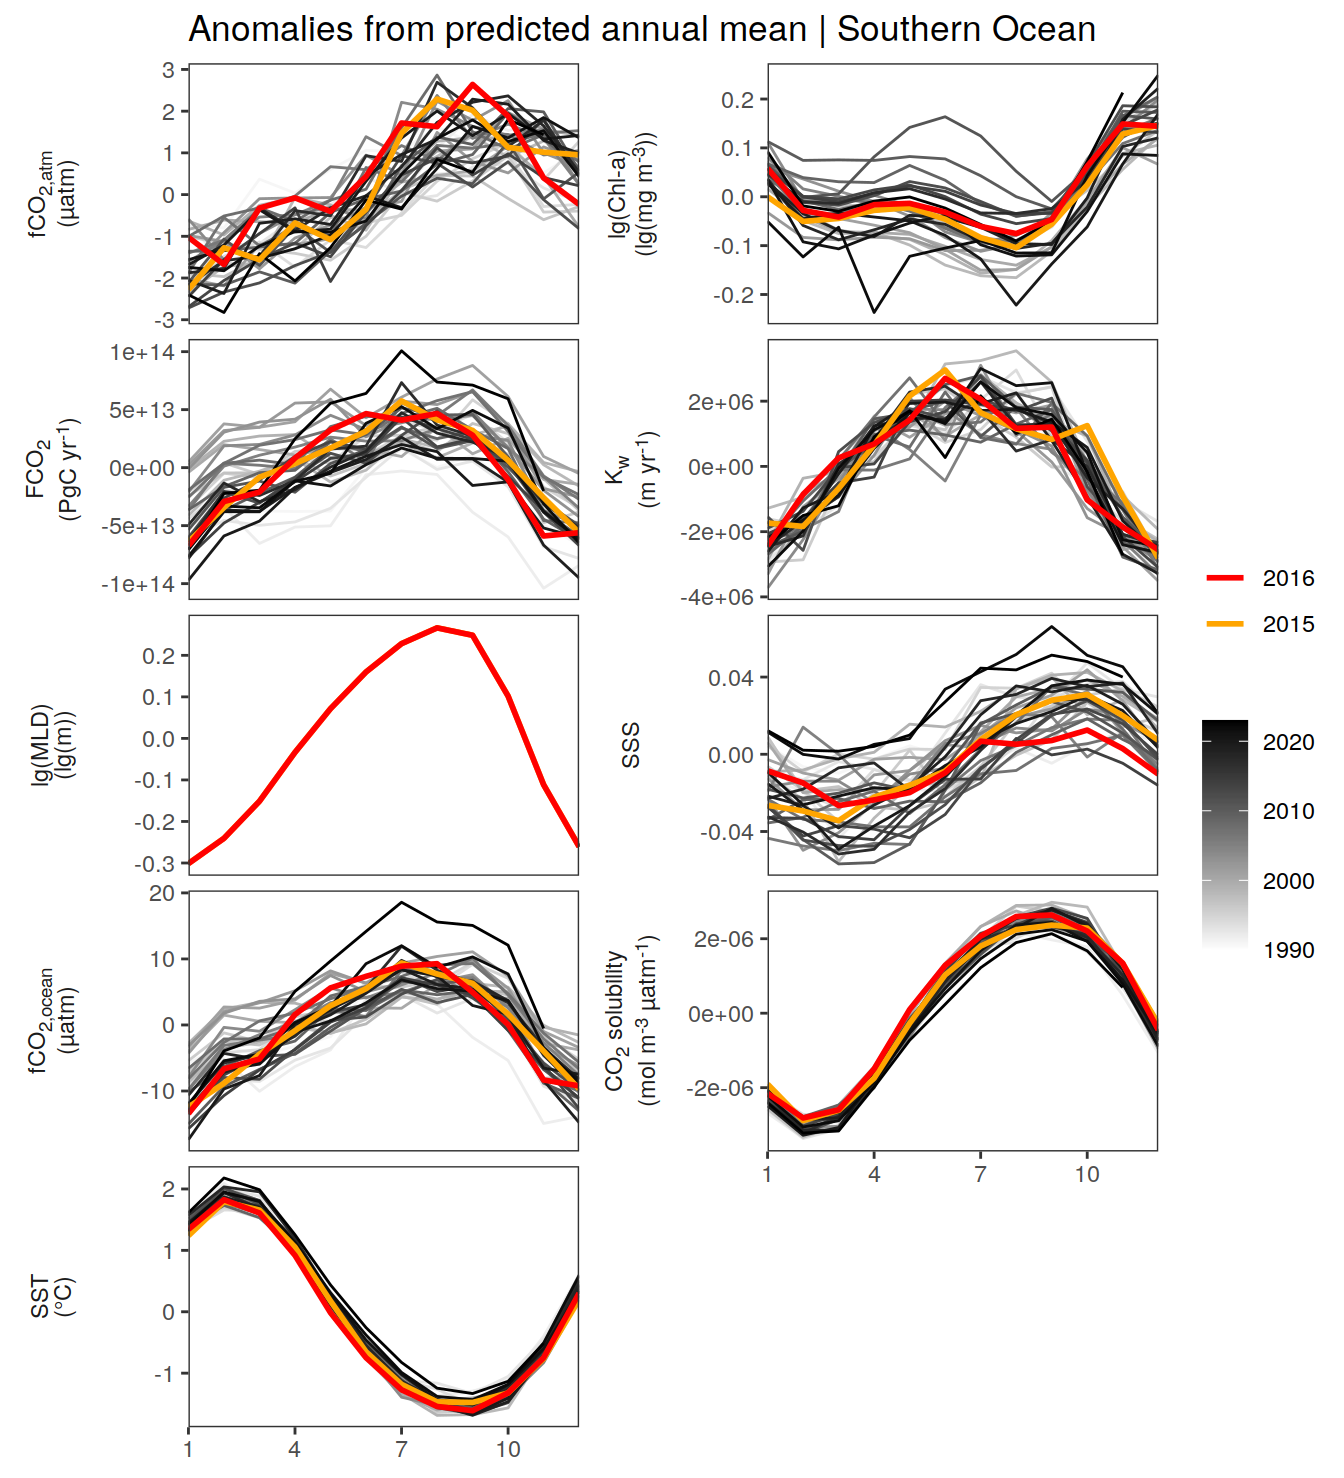 Anomalies from predicted annual mean | Southern Ocean
fCO2,atm
(µatm)
3
2
1
0
-1
-2
-3
lg(Chl-a)
(lg(mg m-3))
0.2
0.1
0.0
-0.1
-0.2
FCO2
(PgC yr-1)
1e+14
5e+13
0e+00
-5e+13
-1e+14
Kw
(m yr-1)
2e+06
0e+00
-2e+06
-4e+06
lg(MLD)
(lg(m))
0.2
0.1
0.0
-0.1
-0.2
-0.3
SSS
0.04
0.00
-0.04
fCO2,ocean
(µatm)
20
10
0
-10
CO2 solubility
(mol m-3 µatm-1)
2e-06
0e+00
-2e-06
1 4 7 10
SST
(°C)
2
1
0
-1
1 4 7 10
2016
2015
2020
2010
2000
1990